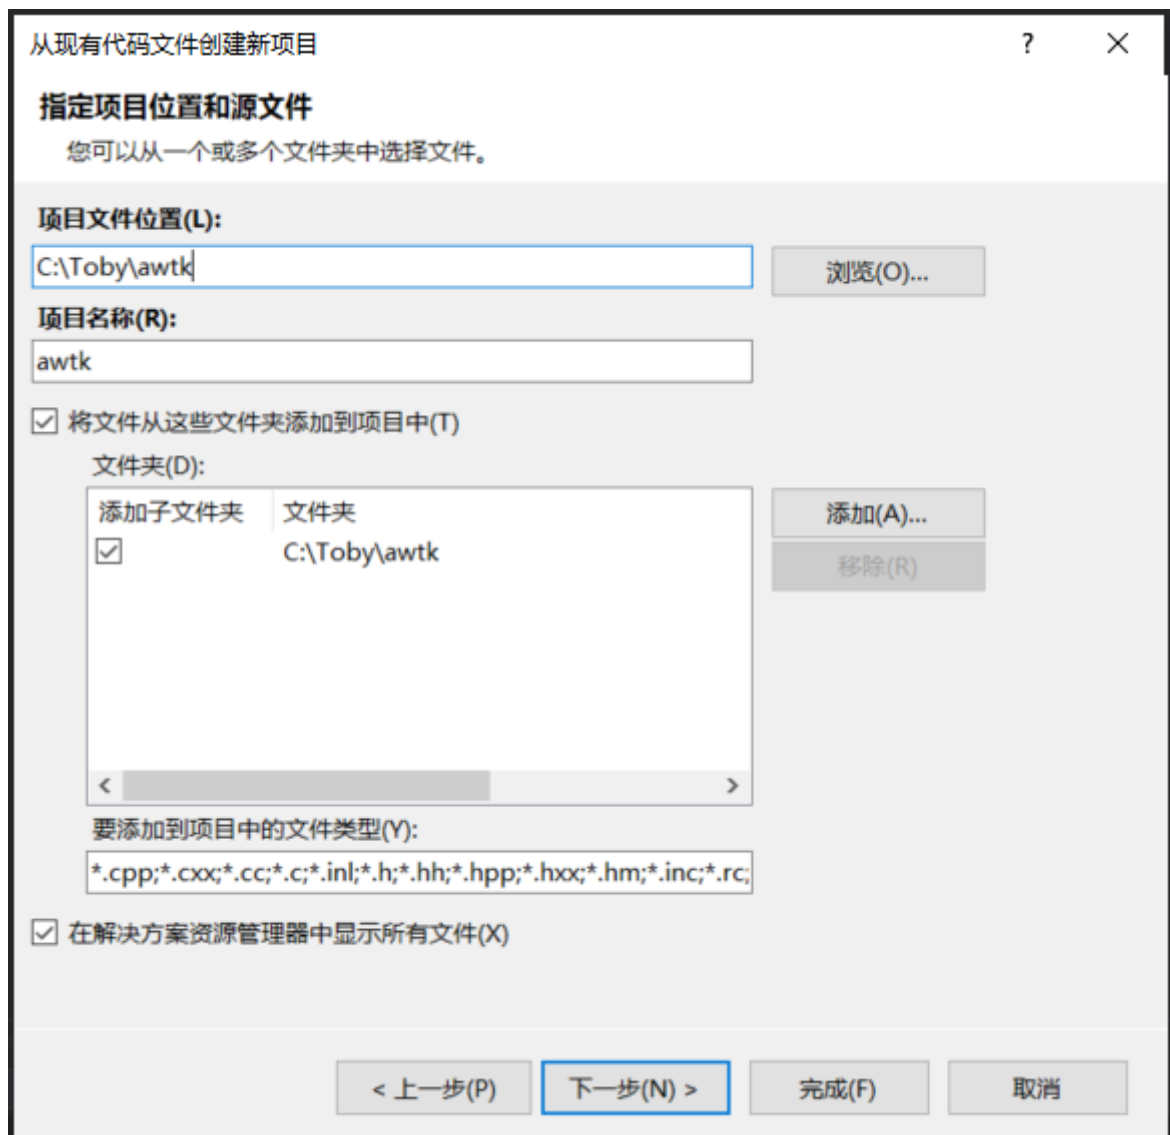 从现有代码文件创建新项目
?
指定项目位置和源文件
您可以从一个或多个文件夹中选择文件。
项目文件位置(L):
C:\Toby\awtk
浏览(O)...
项目名称(R):
awtk
将文件从这些文件夹添加到项目中(T)
文件夹(D):
添加子文件夹 文件夹
添加(A)...
C:\Toby\awtk
移除(R)
要添加到项目中的文件类型(Y):
*.cpp;*.cxx;*.cc;*.c;*.inl;*.h;*.hh;*.hpp;*.hxx;*.hm;*.inc;*.rc;
在解决方案资源管理器中显示所有文件(X)
< 上一步(P) 下一步(N) > 完成(F) 取消